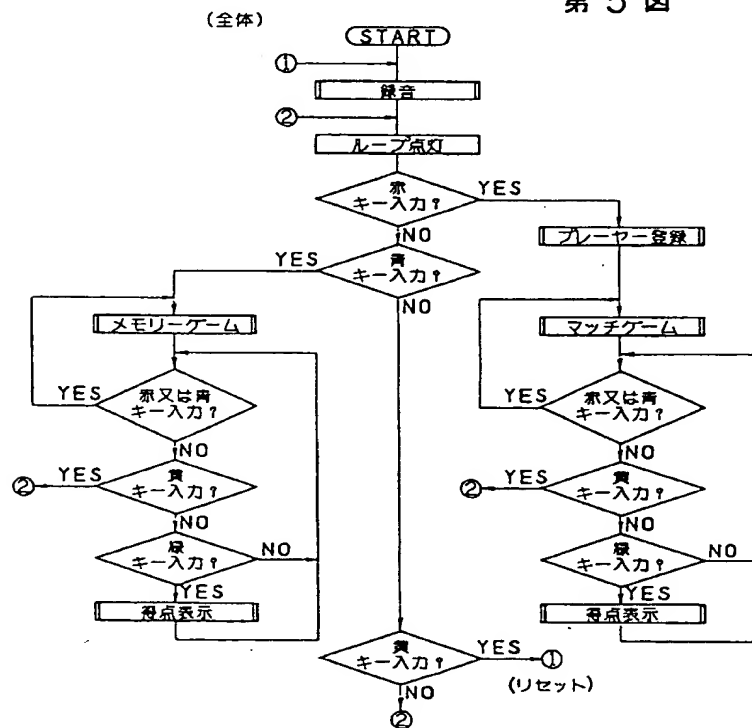 (全体)
第5図
START
①
録音
②
ループ点灯
赤
キー入力?
YES
NO
プレーヤー登録
青
キー入力?
YES
NO
メモリーゲーム
マッチゲーム
赤又は青
キー入力?
YES
NO
赤又は青
キー入力?
YES
NO
②
YES
黄
キー入力?
NO
②
YES
黄
キー入力?
NO
緑
キー入力?
NO
YES
緑
キー入力?
NO
YES
得点表示
得点表示
黄
キー入力?
YES
①
(リセット)
NO
②